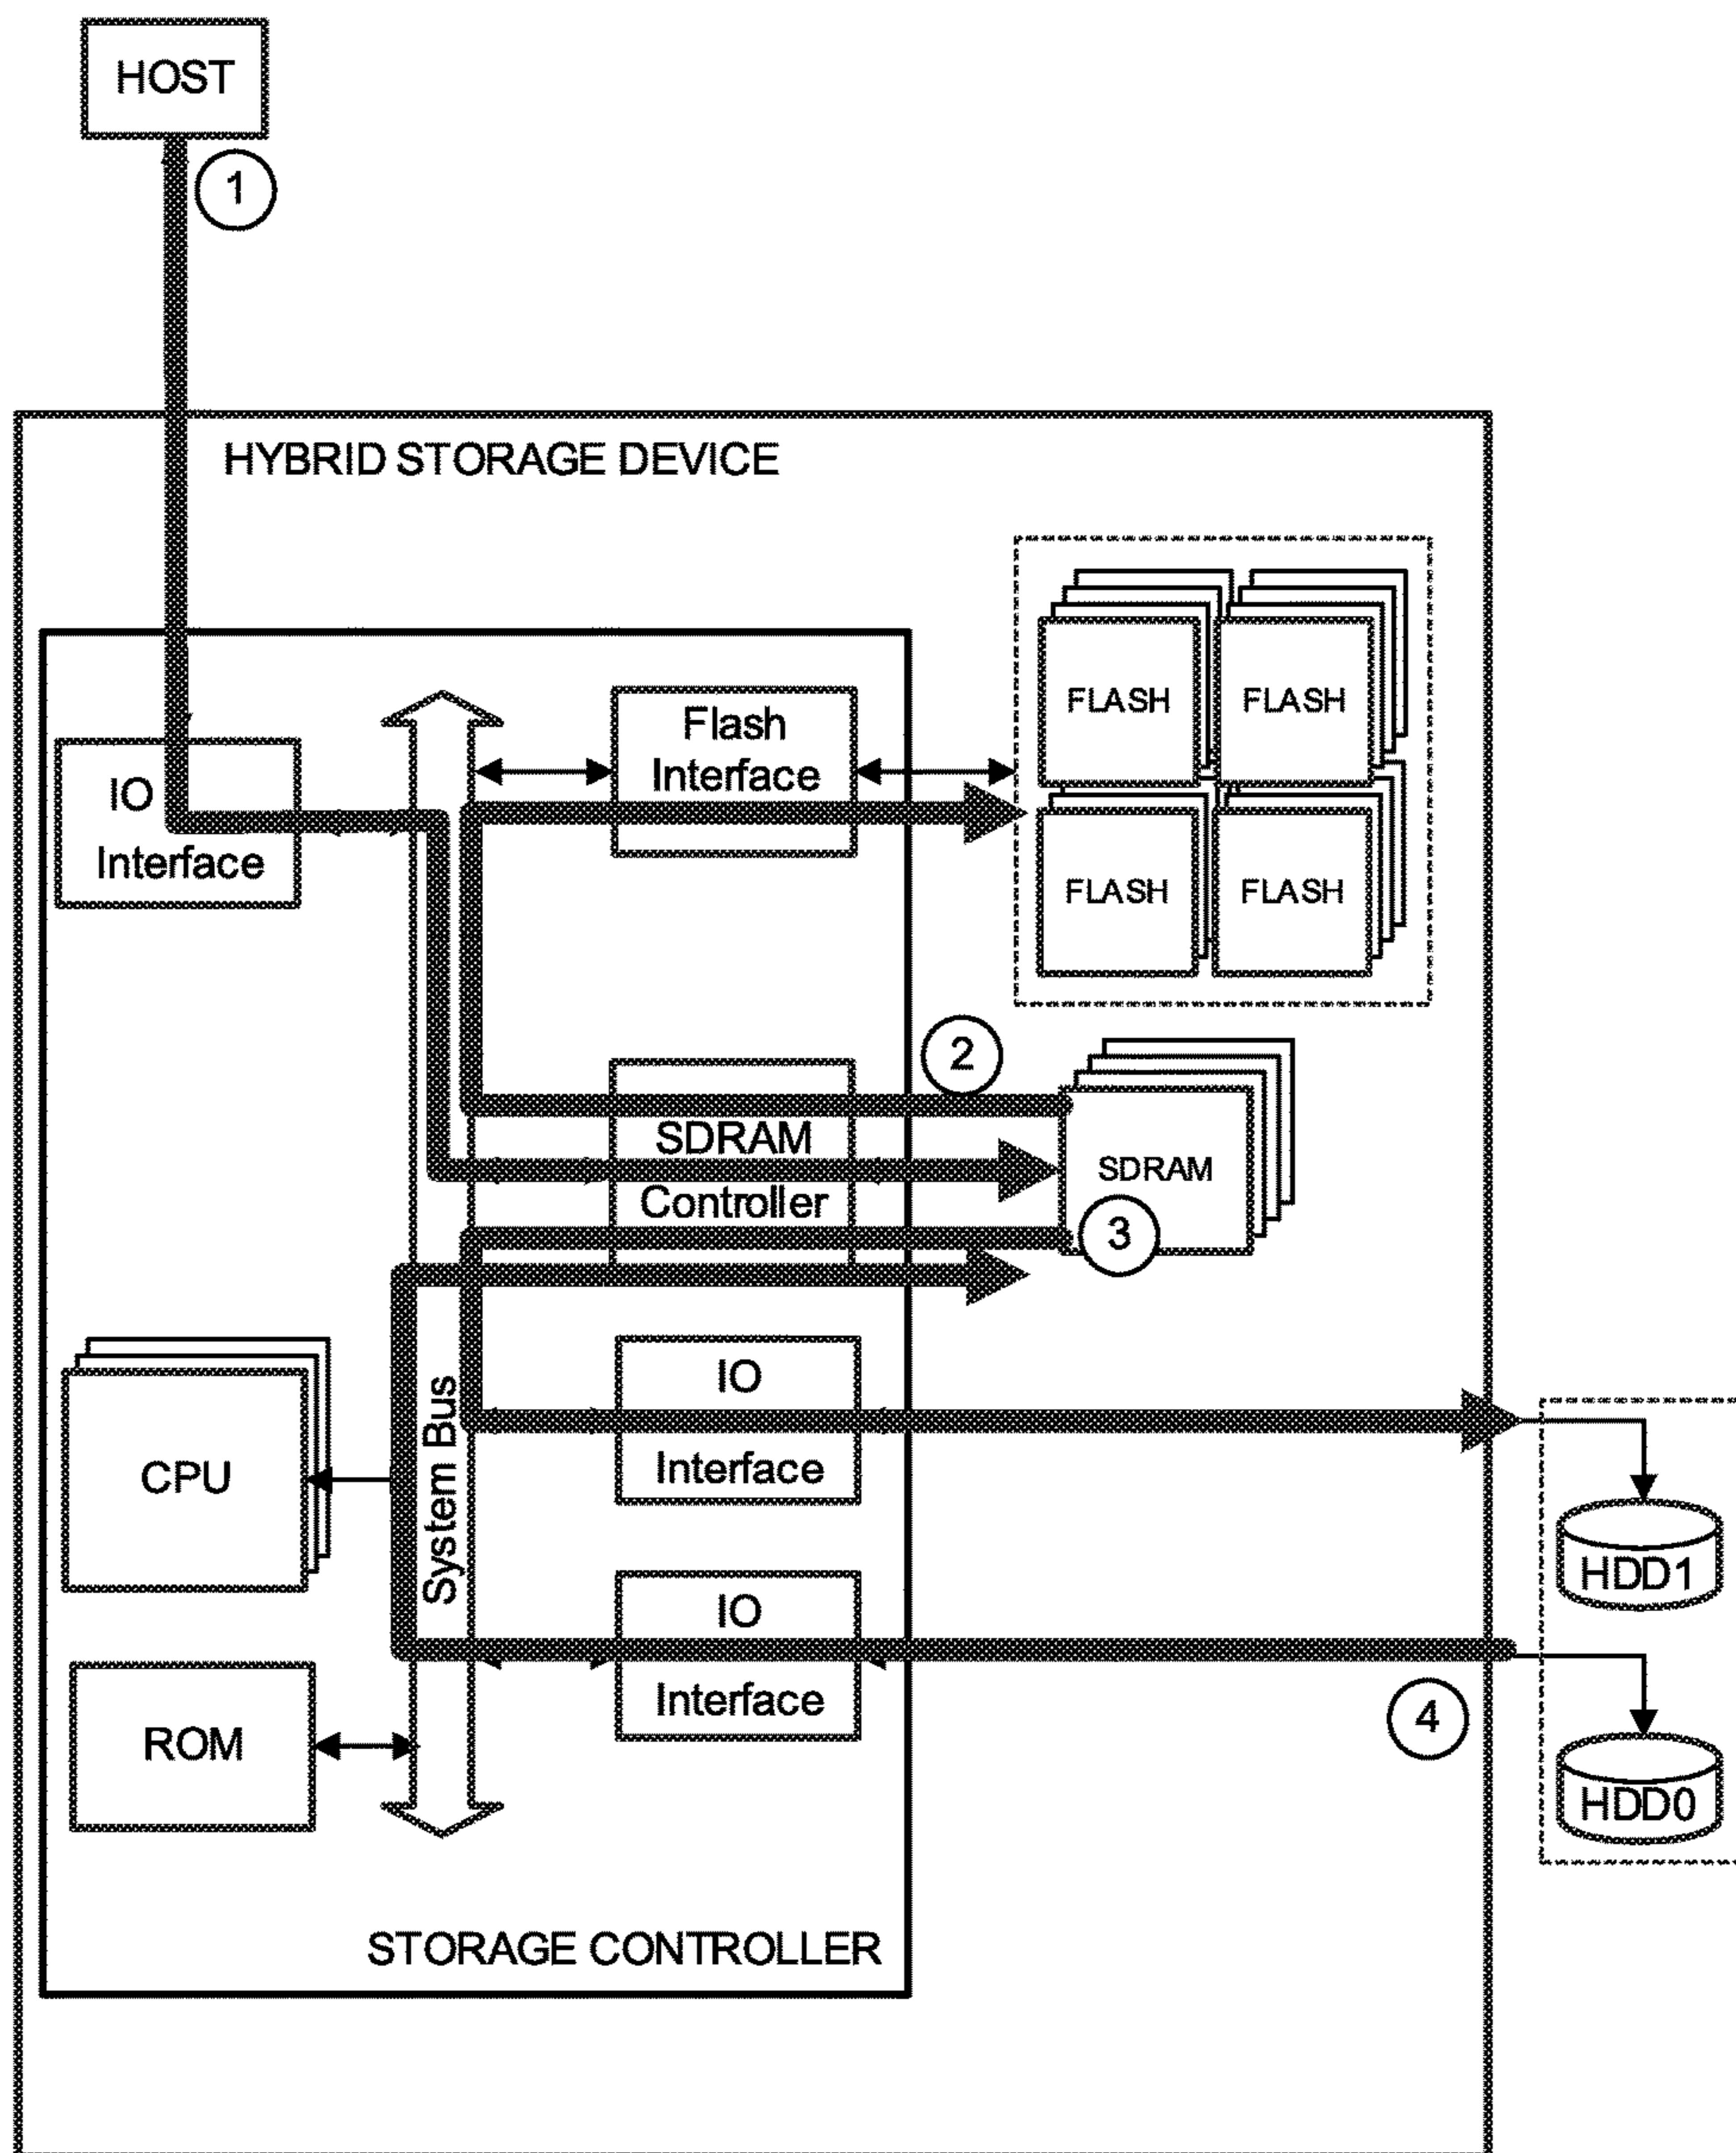 HOST
1
HYBRID STORAGE DEVICE
FLASH
FLASH
Flash
Interface
IO
Interface
FLASH
FLASH
2
SDRAM
Controller
SDRAM
3
IO
Interface
CPU
System Bus
HDD1
IO
Interface
4
ROM
HDD0
STORAGE CONTROLLER